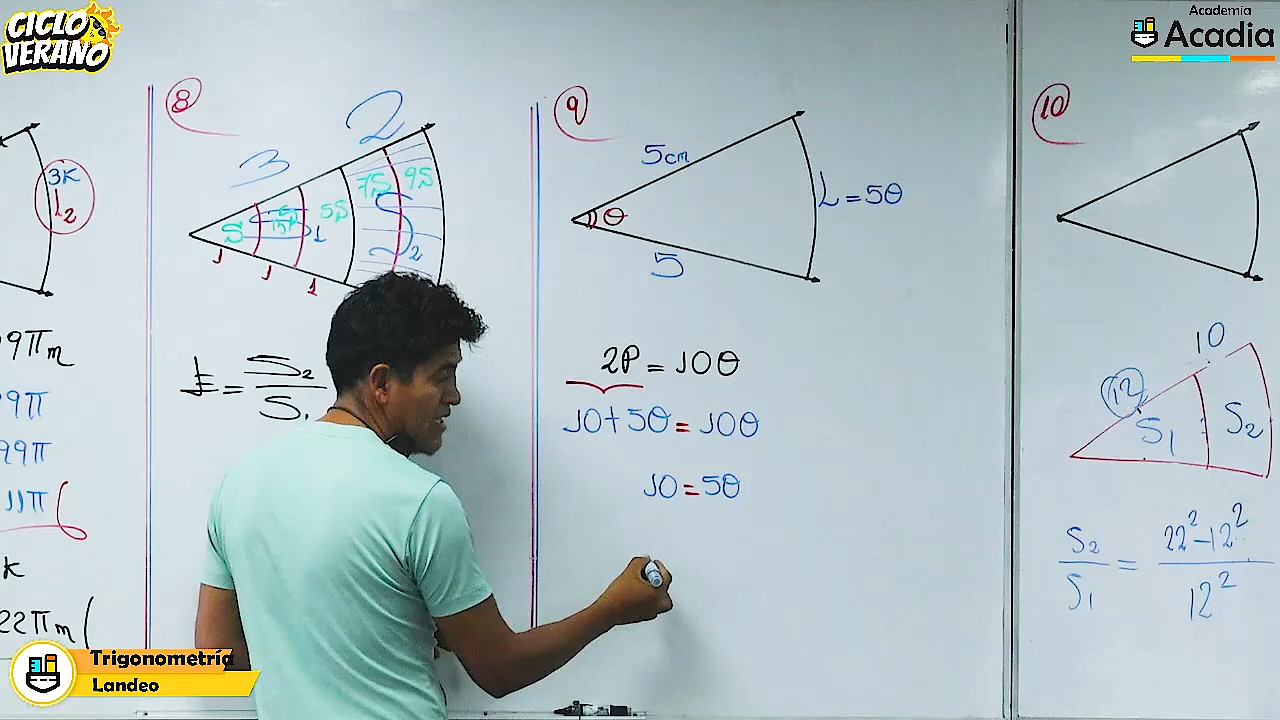 CICLO
VERANO
Academia
Acadia
3K
L₂
9πm
9π
99π
11π
K
22πm
8
3
2
S
3S
5S
7S
9S
S₁
S₂
1
1
1
E = S₂/S₁
9
5cm
θ
L = 5θ
5
2P = 10θ
10 + 5θ = 10θ
10 = 5θ
10
10
12
S₁
S₂
S₂/S₁ = 22² - 12² / 12²
Trigonometría
Landeo